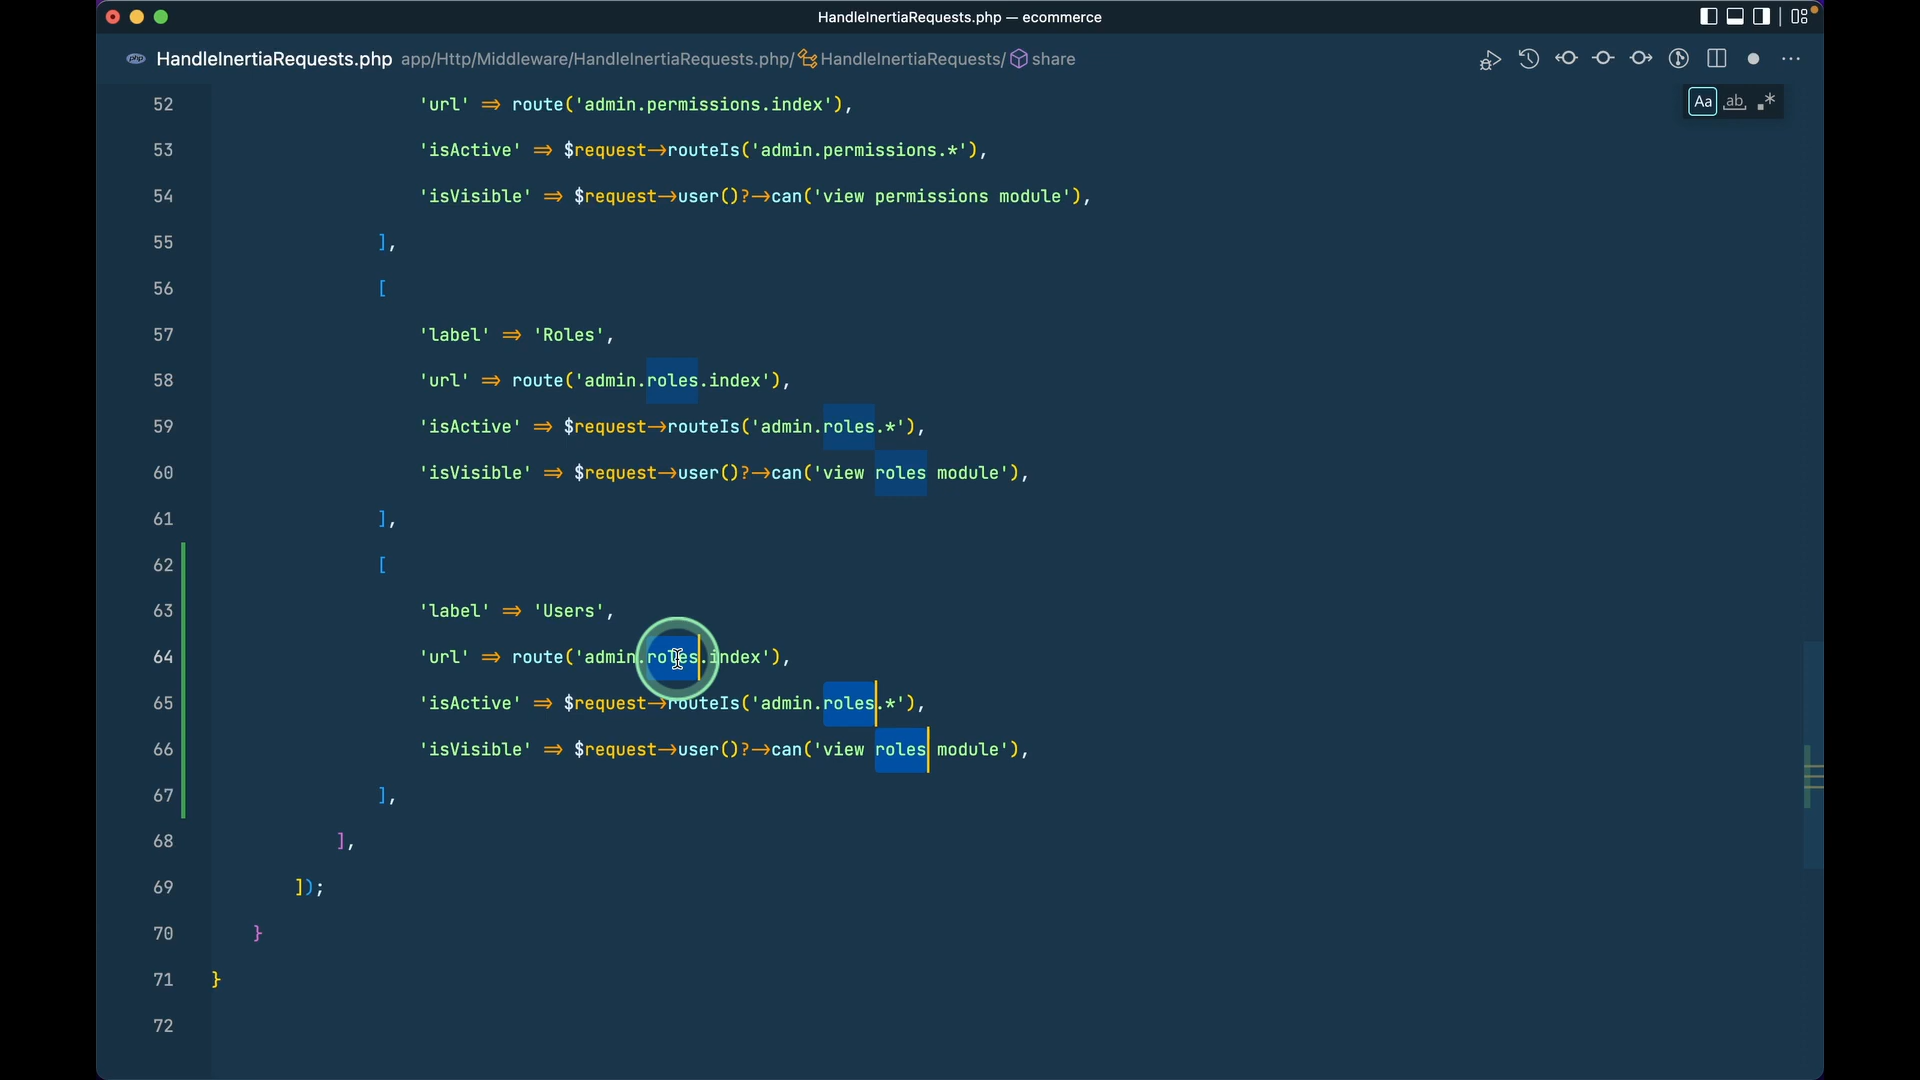 HandleInertiaRequests.php — ecommerce
HandleInertiaRequests.php app/Http/Middleware/HandleInertiaRequests.php/ HandleInertiaRequests/ share
Aa ab .*
52 'url' => route('admin.permissions.index'),
53 'isActive' => $request->routeIs('admin.permissions.*'),
54 'isVisible' => $request->user()?->can('view permissions module'),
55 ],
56 [
57 'label' => 'Roles',
58 'url' => route('admin.roles.index'),
59 'isActive' => $request->routeIs('admin.roles.*'),
60 'isVisible' => $request->user()?->can('view roles module'),
61 ],
62 [
63 'label' => 'Users',
64 'url' => route('admin.roles.index'),
65 'isActive' => $request->routeIs('admin.roles.*'),
66 'isVisible' => $request->user()?->can('view roles module'),
67 ],
68 ],
69 ]);
70 }
71 }
72